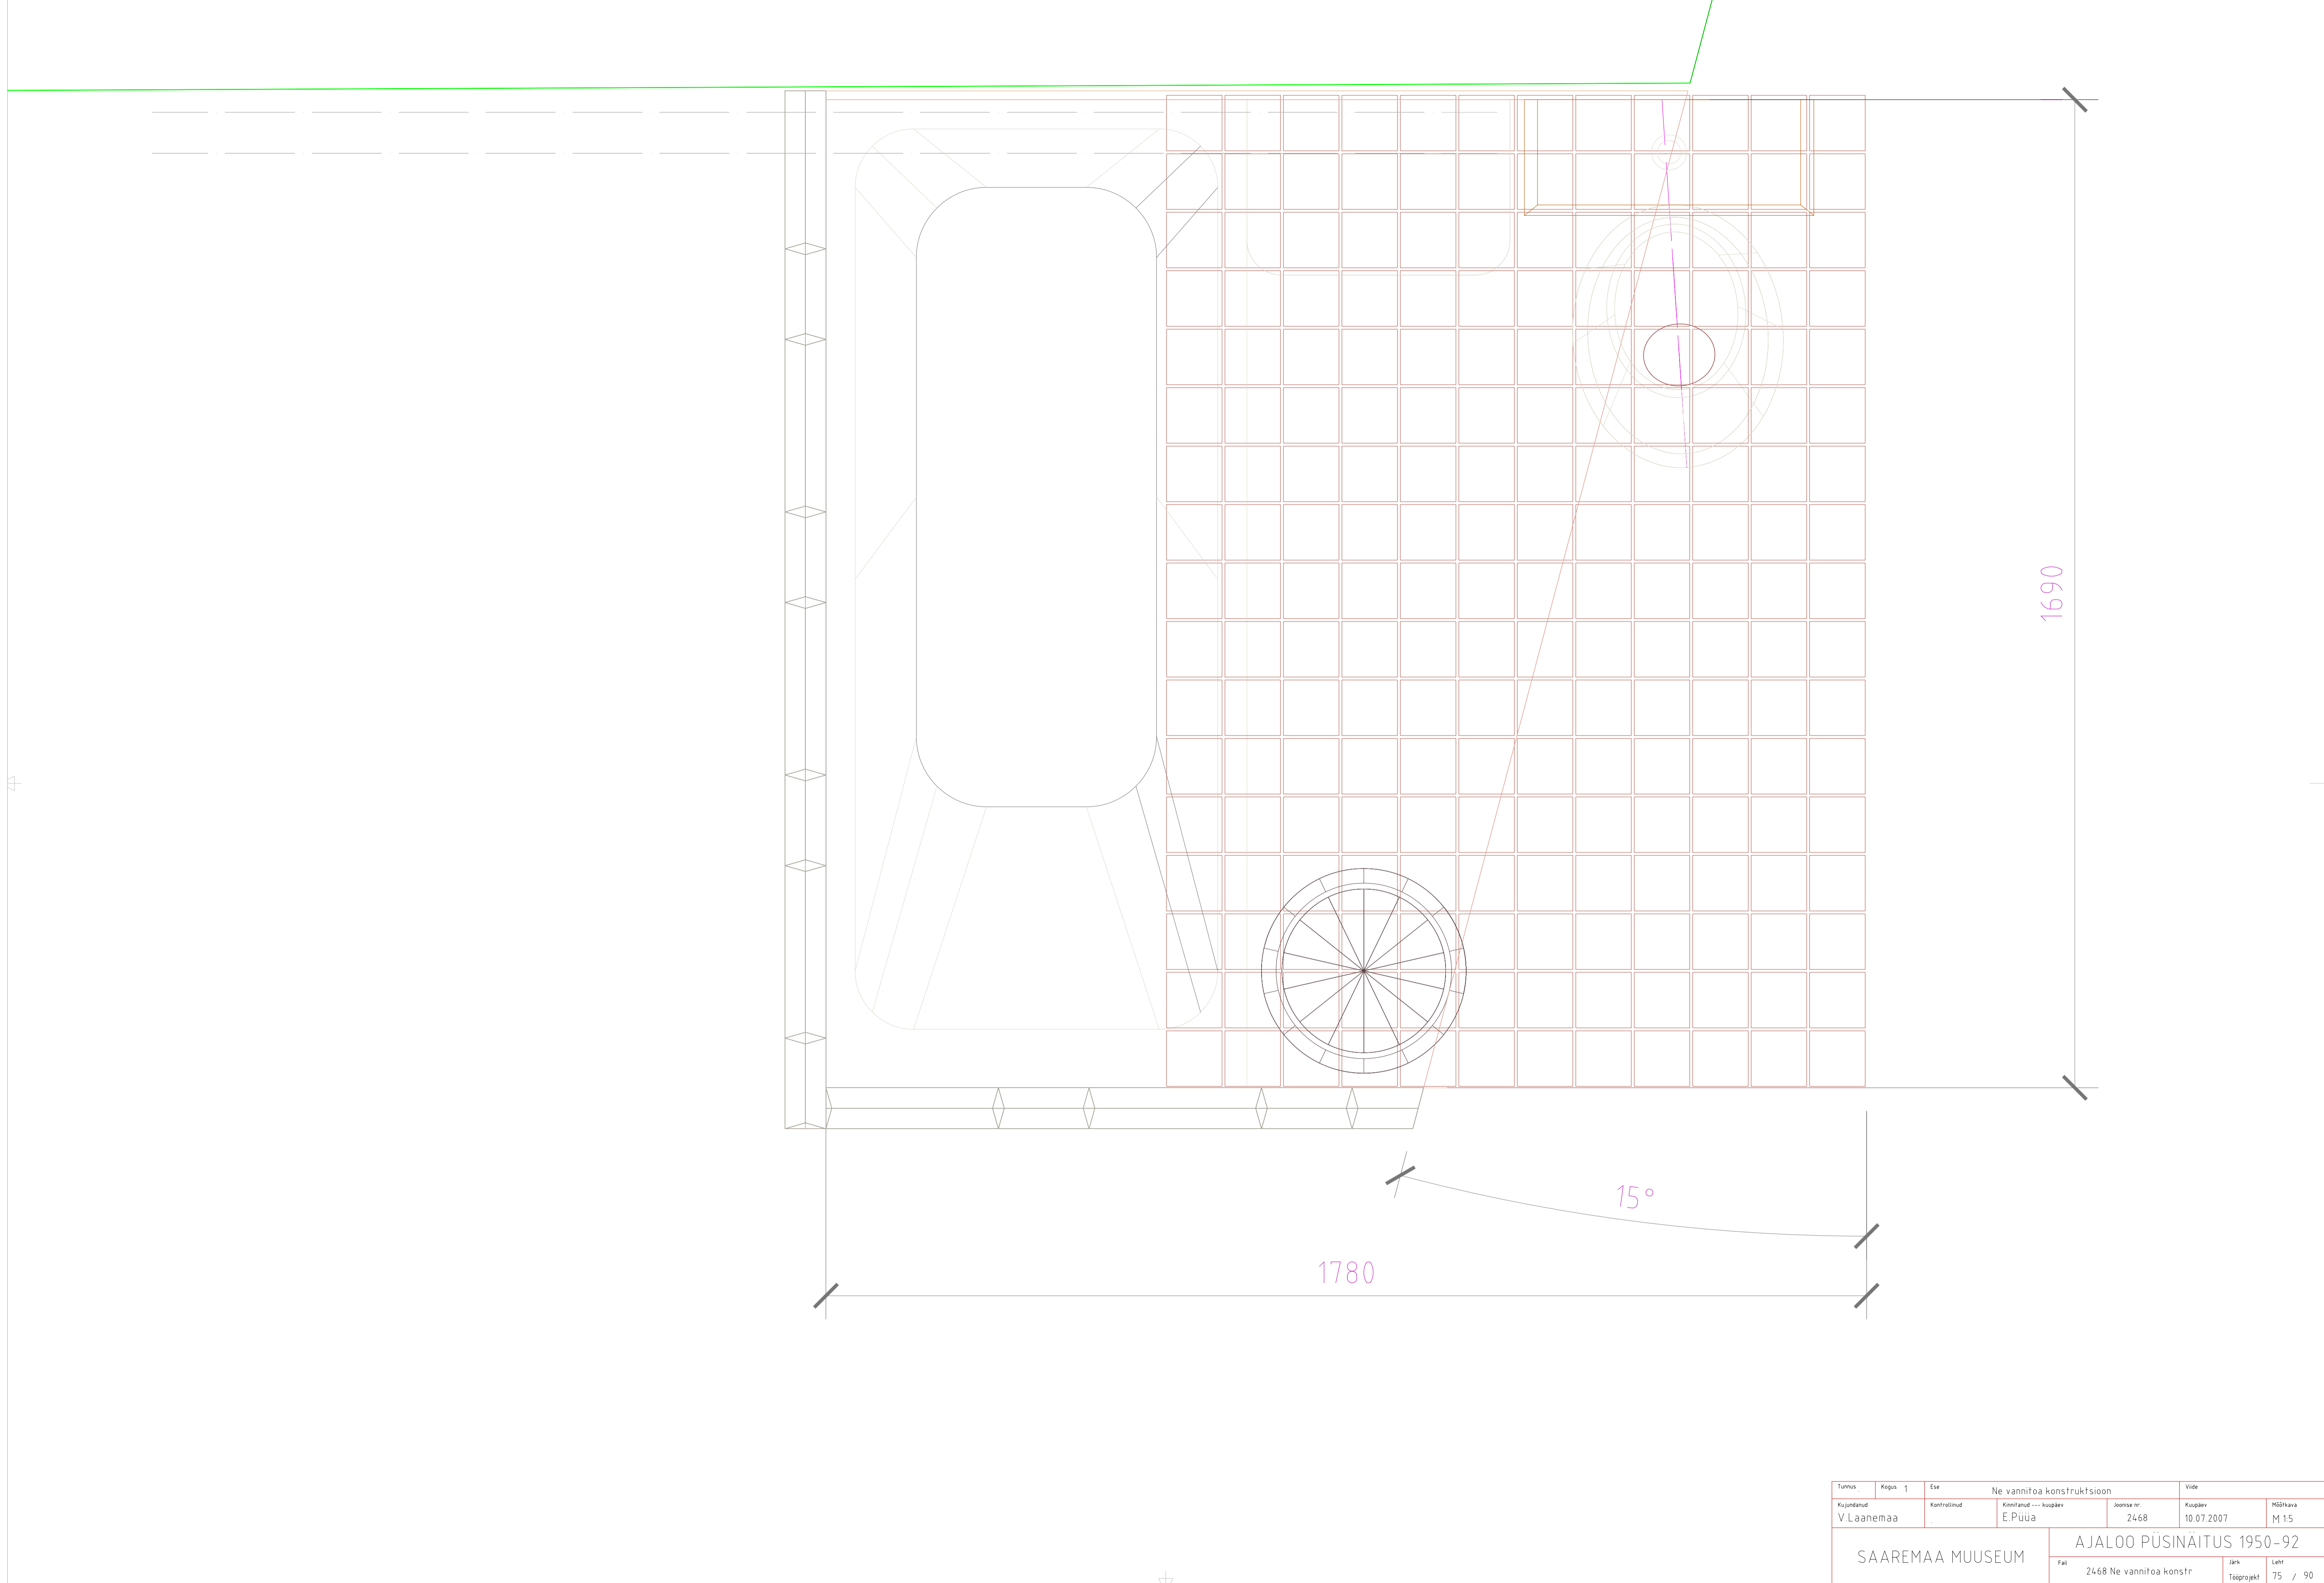 1690
15°
1780
Tunnus Kogus 1 Ese Ne vannitoa konstruktsioon Viide
Kujundanud Kontrollinud Kinnitanud --- kuupäev Joonise nr. Kuupäev Mõõtkava
V.Laanemaa E.Püüa 2468 10.07.2007 M 1:5
SAAREMAA MUUSEUM AJALOO PÜSINÄITUS 1950-92
Fail 2468 Ne vannitoa konstr Järk Tööprojekt Leht 75 / 90